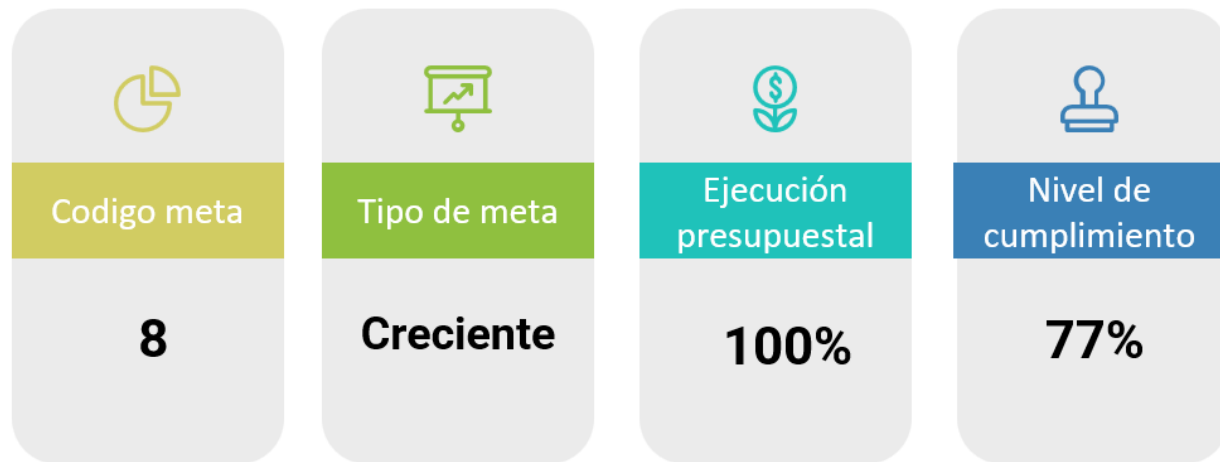 Codigo meta
8
Tipo de meta
Creciente
$
Ejecución
presupuestal
100%
Nivel de
cumplimiento
77%